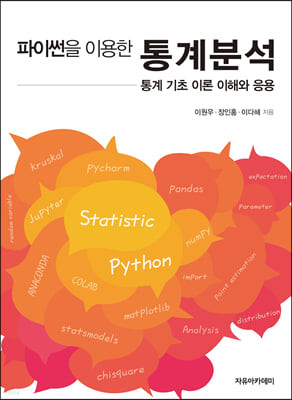 파이썬을 이용한 통계분석
통계 기초 이론 이해와 응용
이원우·장인홍·이다혜 지음
kruskal
Pycharm
Pandas
expectation
random variable
JuPyter
Statistic
Parameter
numPy
Python
ANACONDA
COLAB
import
Point estimation
matplotlib
distribution
statsmodels
Analysis
chisquare
자유아카데미